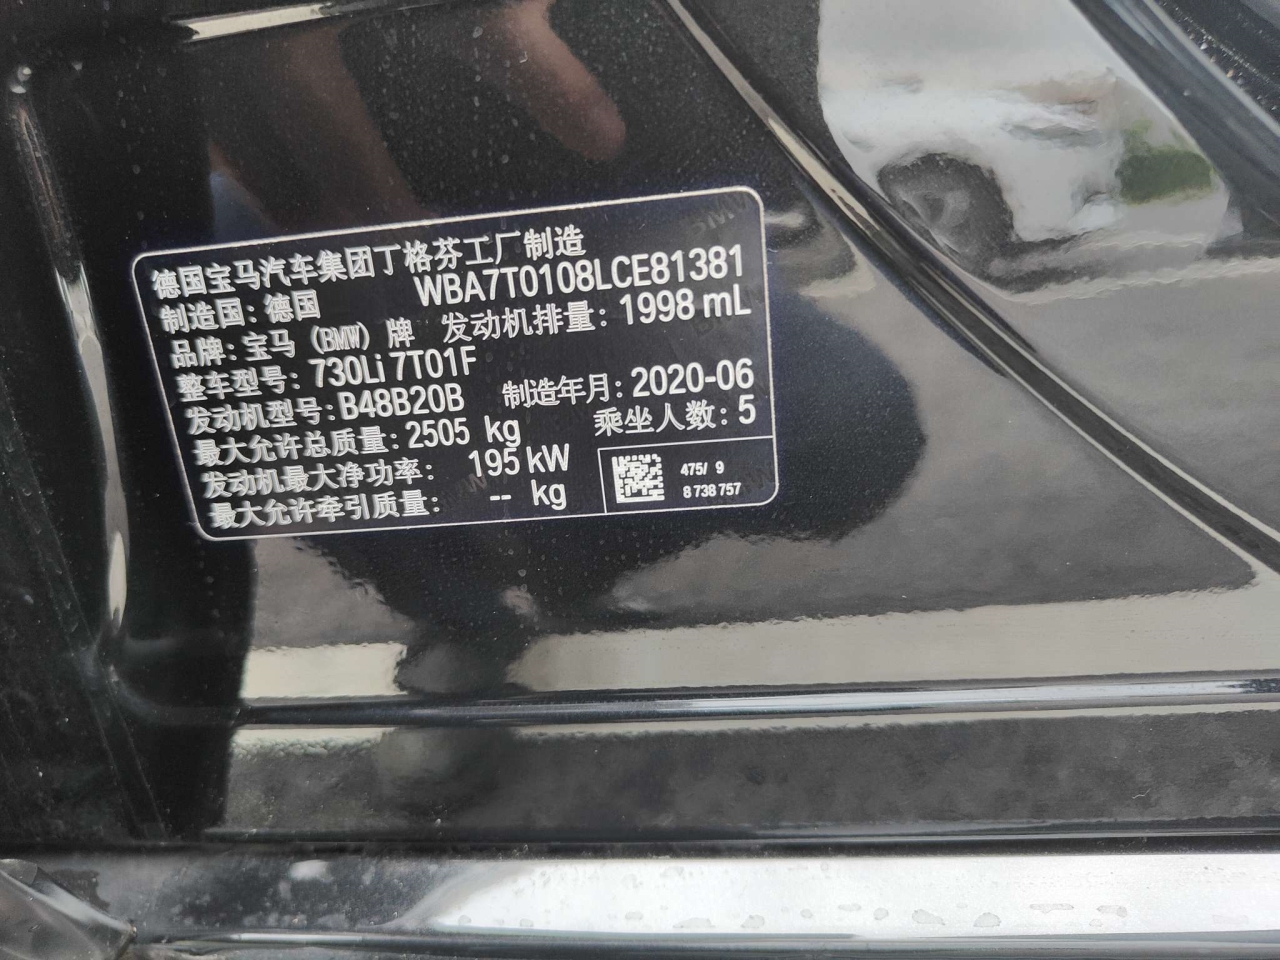 德国宝马汽车集团丁格芬工厂制造
制造国：德国 WBA7T0108LCE81381
品牌：宝马（BMW）牌 发动机排量：1998 mL
整车型号：730Li 7T01F
发动机型号：B48B20B 制造年月：2020-06
最大允许总质量：2505 kg 乘坐人数：5
发动机最大净功率： 195 kW
最大允许牵引质量： -- kg
475/ 9
8 738 757